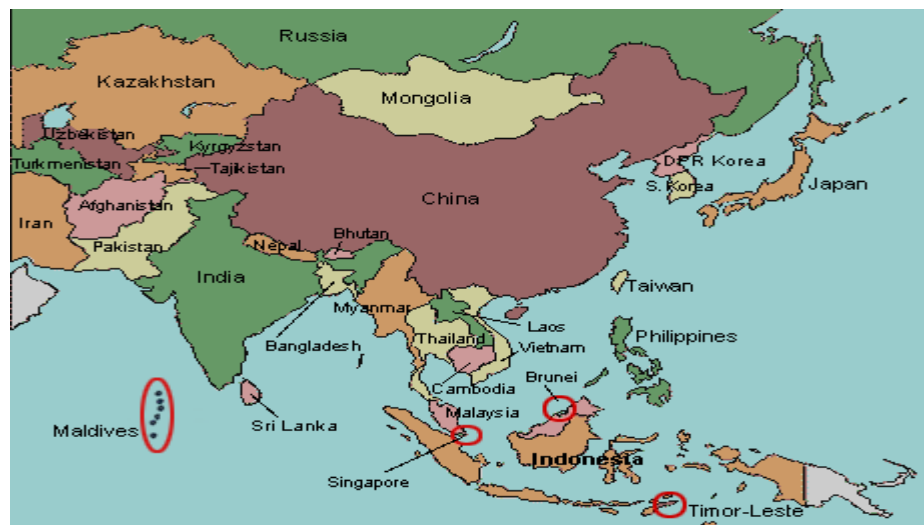 Russia
Kazakhstan
Mongolia
Uzbekistan
Kyrgyzstan
Turkmenistan
Tajikistan
DPR Korea
S. Korea
Japan
China
Afghanistan
Iran
Pakistan
Nepal
Bhutan
India
Taiwan
Myanmar
Laos
Philippines
Bangladesh
Thailand
Vietnam
Cambodia
Brunei
Malaysia
Sri Lanka
Maldives
Indonesia
Singapore
Timor-Leste